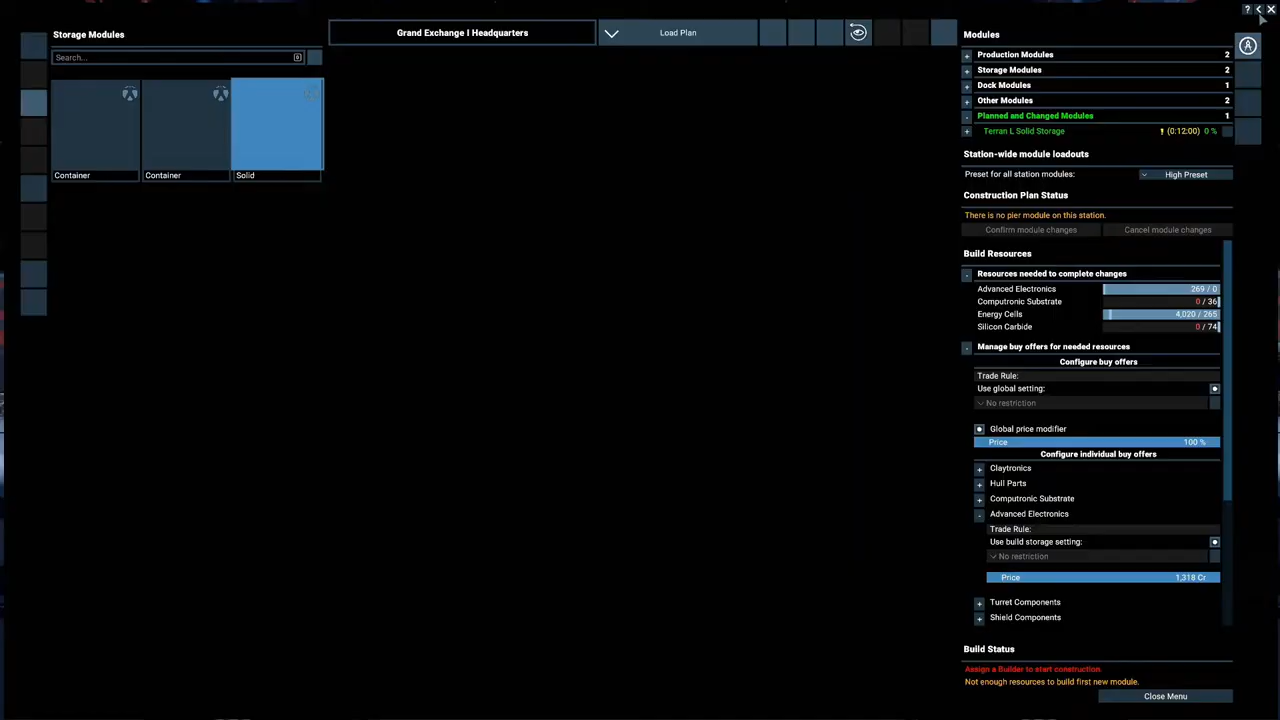 Storage Modules
Search...
Container
Container
Solid
Grand Exchange I Headquarters
Load Plan
?
Modules
+ Production Modules 2
+ Storage Modules 2
+ Dock Modules 1
+ Other Modules 2
- Planned and Changed Modules 1
+ Terran L Solid Storage ! (0:12:00) 0 %
Station-wide module loadouts
Preset for all station modules: High Preset
Construction Plan Status
There is no pier module on this station.
Confirm module changes Cancel module changes
Build Resources
- Resources needed to complete changes
Advanced Electronics 269 / 0
Computronic Substrate 0 / 36
Energy Cells 4,020 / 265
Silicon Carbide 0 / 74
- Manage buy offers for needed resources
Configure buy offers
Trade Rule:
Use global setting:
No restriction
Global price modifier
Price 100 %
Configure individual buy offers
+ Claytronics
+ Hull Parts
+ Computronic Substrate
- Advanced Electronics
Trade Rule:
Use build storage setting:
No restriction
Price 1,318 Cr
+ Turret Components
+ Shield Components
Build Status
Assign a Builder to start construction.
Not enough resources to build first new module.
Close Menu